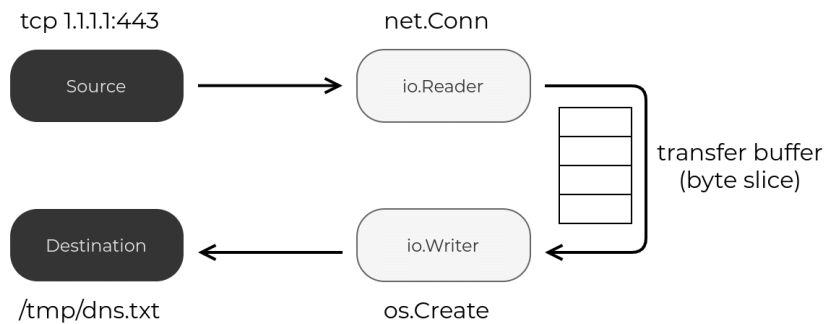 tcp 1.1.1.1:443
net.Conn
Source
io.Reader
transfer buffer
(byte slice)
Destination
io.Writer
/tmp/dns.txt
os.Create